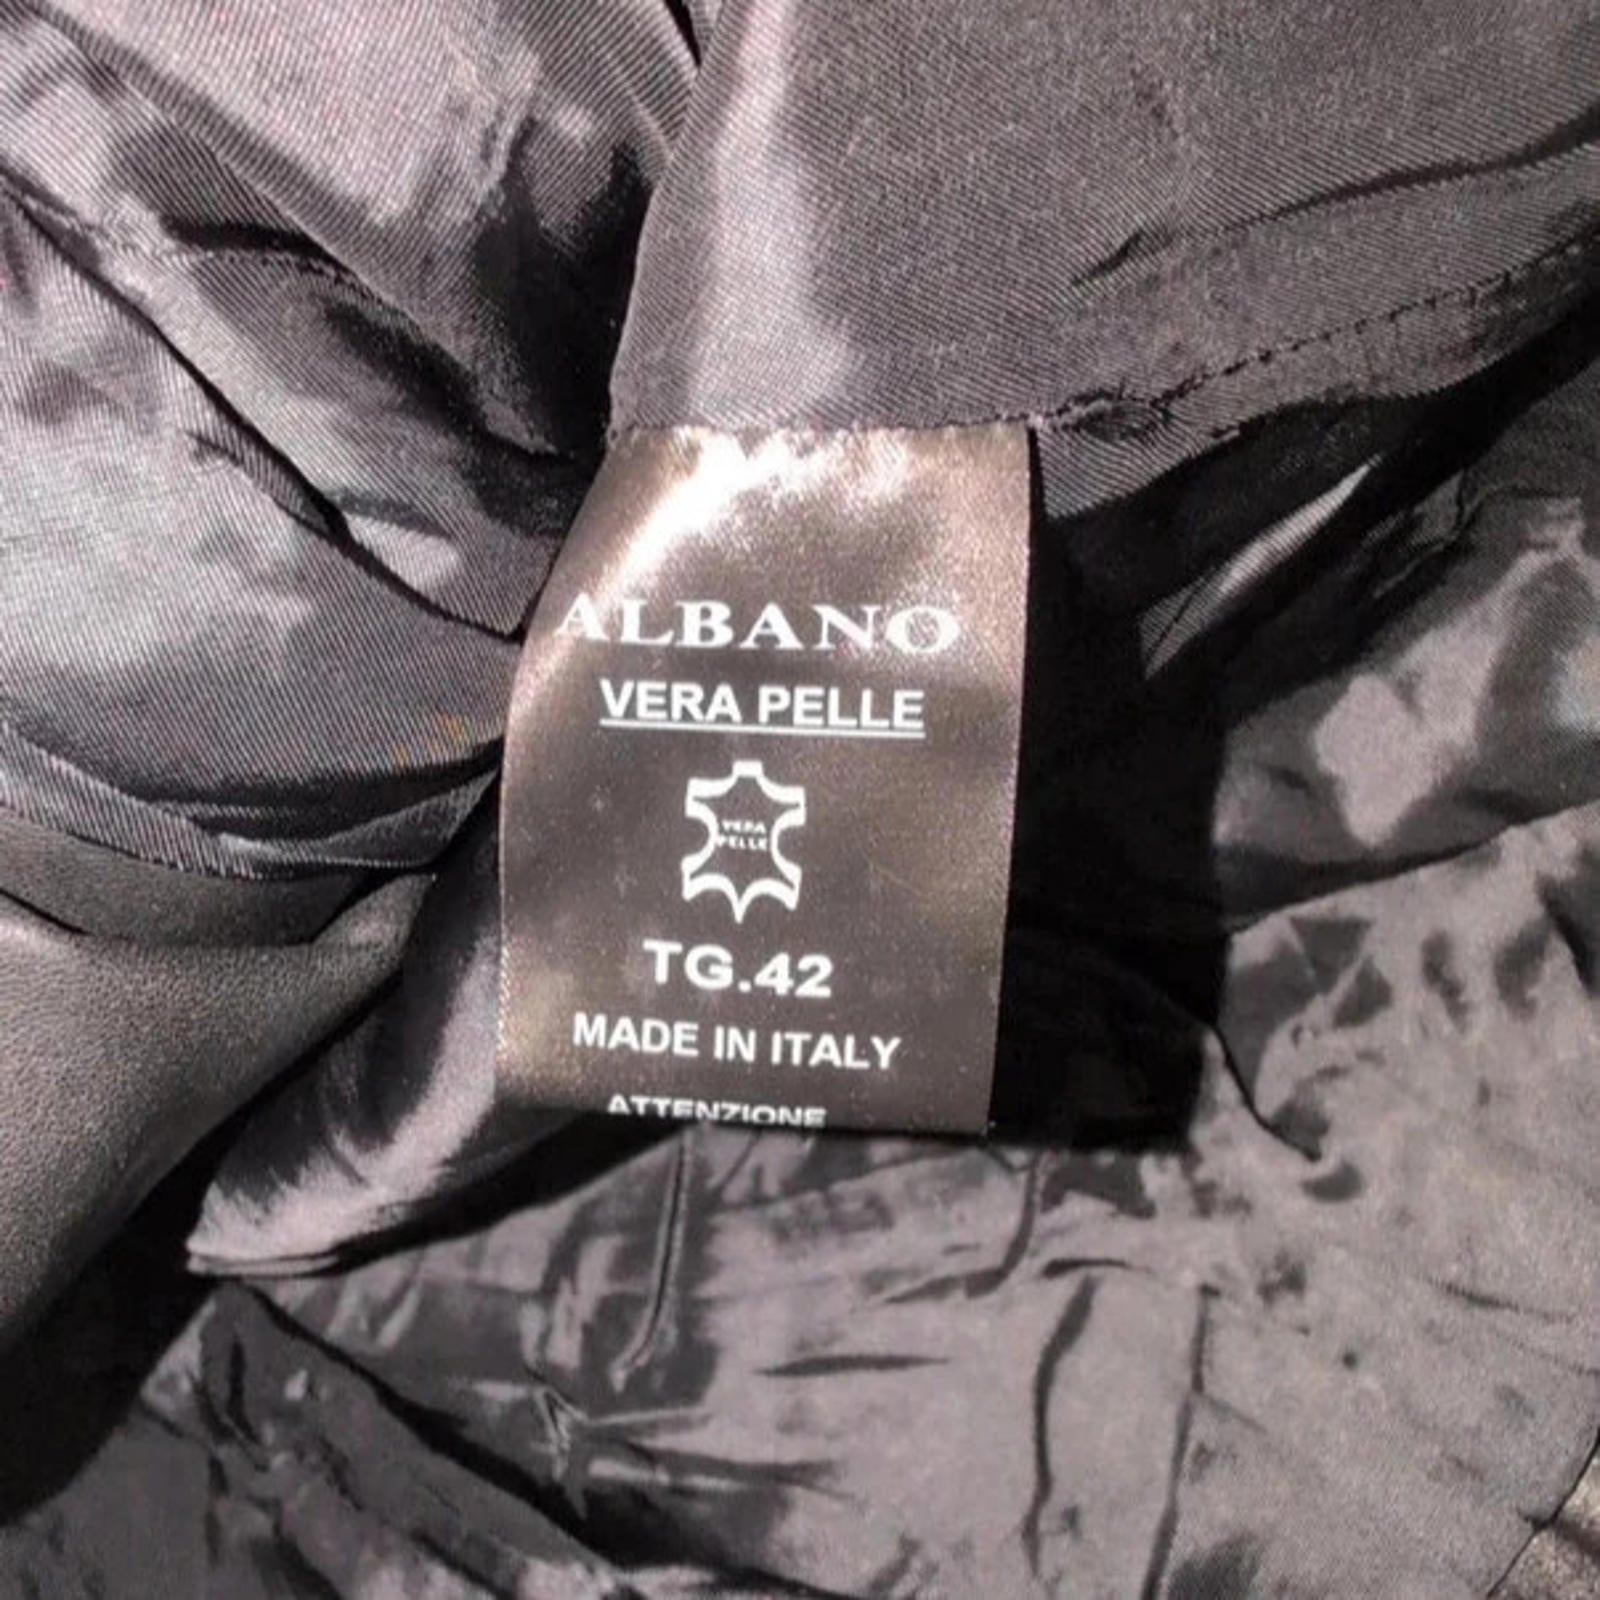 ALBANO
VERA PELLE
VERA
PELLE
TG.42
MADE IN ITALY
ATTENZIONE